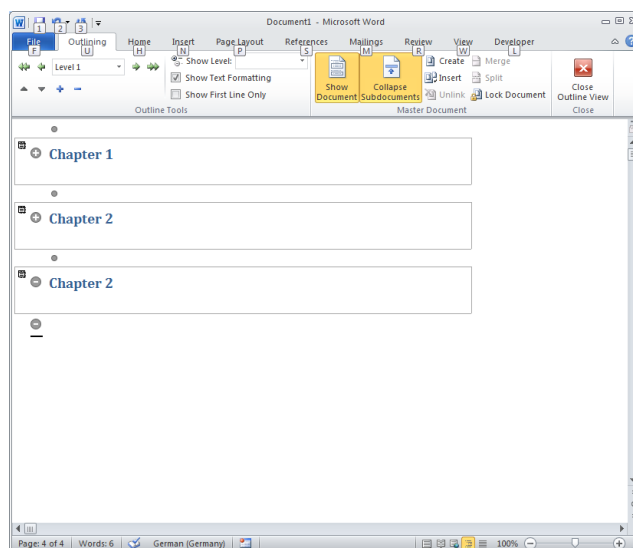 Document1 - Microsoft Word
1 2 3
File Outlining Home Insert Page Layout References Mailings Review View Developer
F U H N P S M R W L
Level 1
Show Level:
Show Text Formatting
Show First Line Only
Outline Tools
Show Document
Collapse Subdocuments
Create Merge
Insert Split
Unlink Lock Document
Master Document
Close Outline View
Close
Chapter 1
Chapter 2
Chapter 2
Page: 4 of 4 Words: 6 German (Germany) 100%